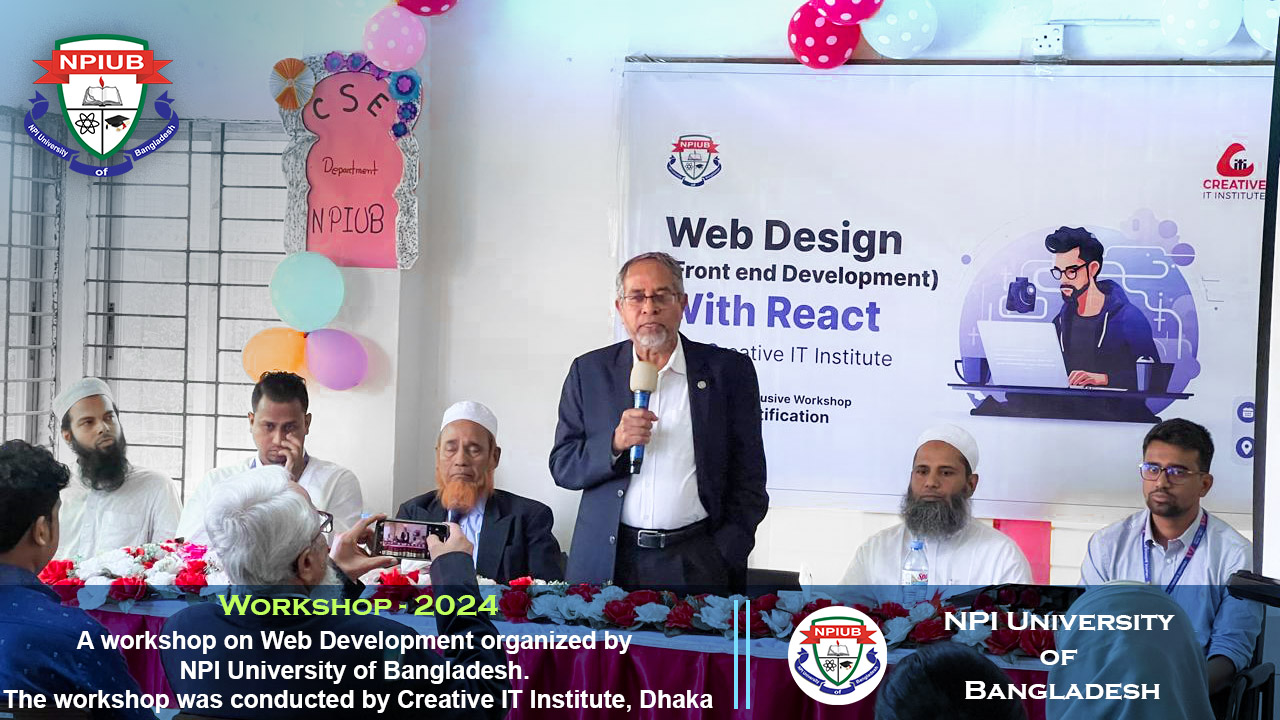 NPIUB
NPI University of Bangladesh
CSE
Department
NPIUB
NPIUB
CREATIVE
IT INSTITUTE
Web Design
Front end Development)
With React
Creative IT Institute
Workshop
tification
Workshop - 2024
A workshop on Web Development organized by
NPI University of Bangladesh.
The workshop was conducted by Creative IT Institute, Dhaka
NPIUB
NPI University
of
Bangladesh